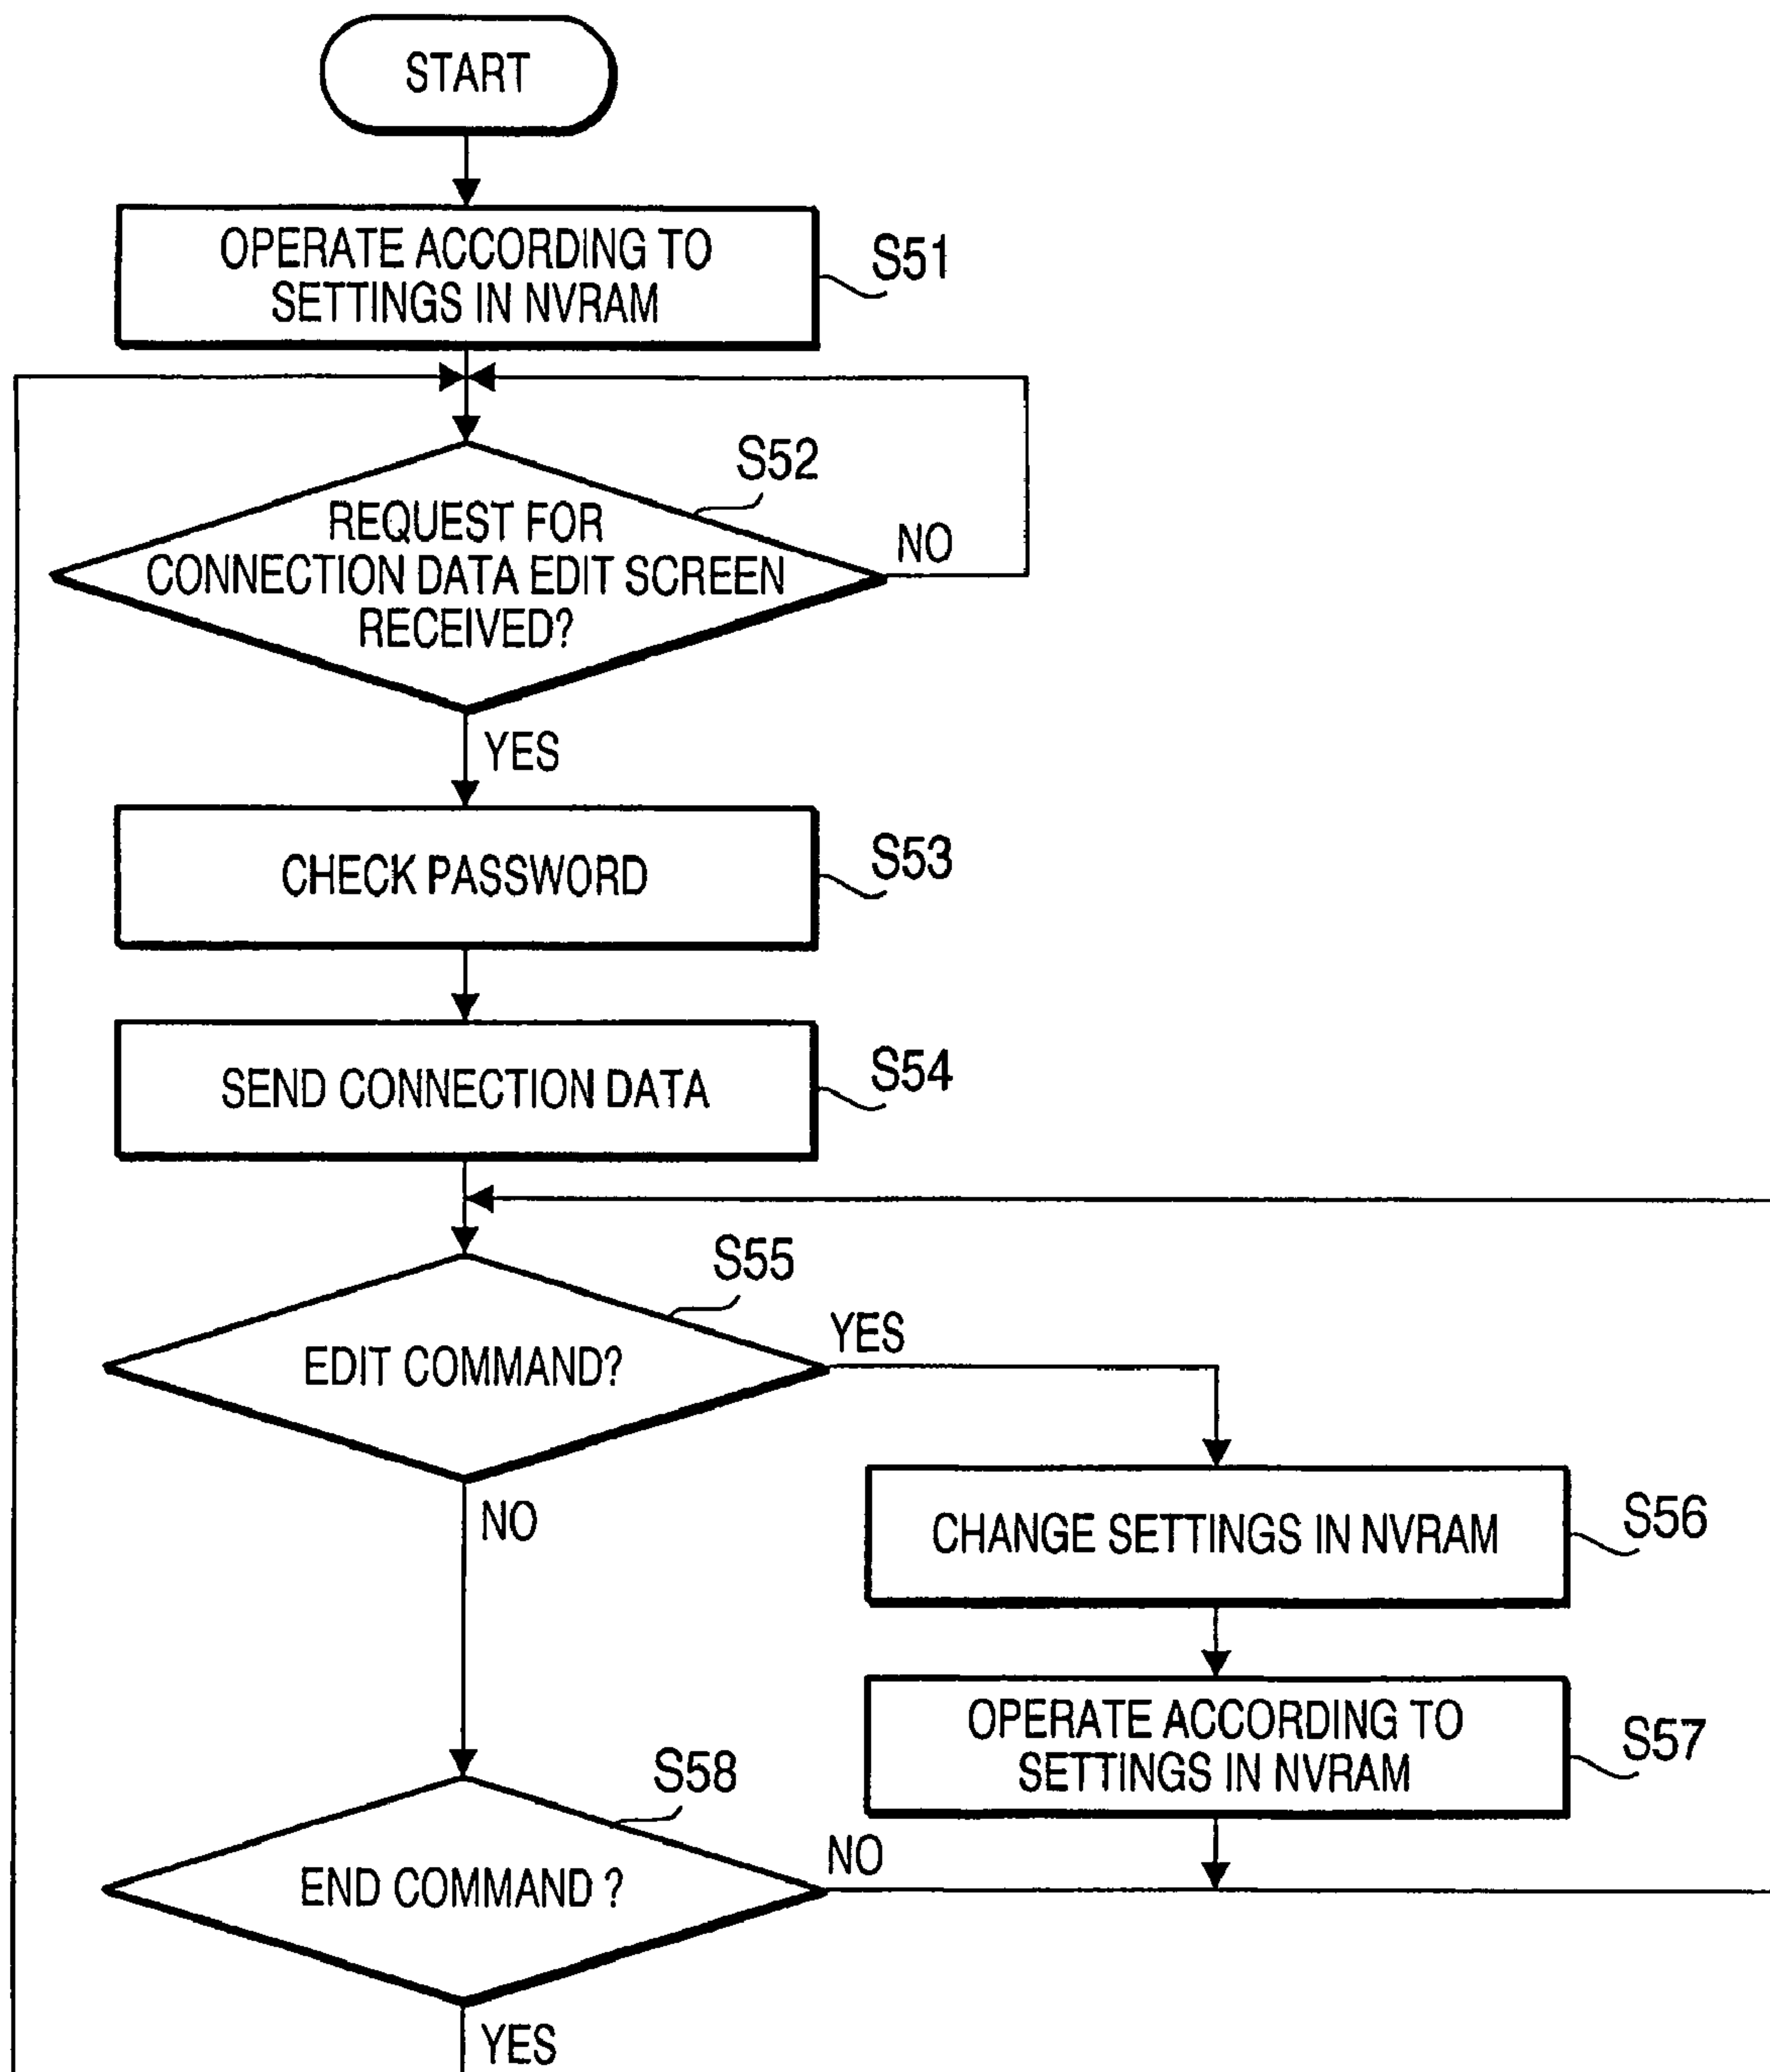 START
OPERATE ACCORDING TO
SETTINGS IN NVRAM
S51
S52
REQUEST FOR
CONNECTION DATA EDIT SCREEN
RECEIVED?
NO
YES
CHECK PASSWORD
S53
SEND CONNECTION DATA
S54
S55
EDIT COMMAND?
YES
NO
CHANGE SETTINGS IN NVRAM
S56
OPERATE ACCORDING TO
SETTINGS IN NVRAM
S57
S58
END COMMAND ?
NO
YES